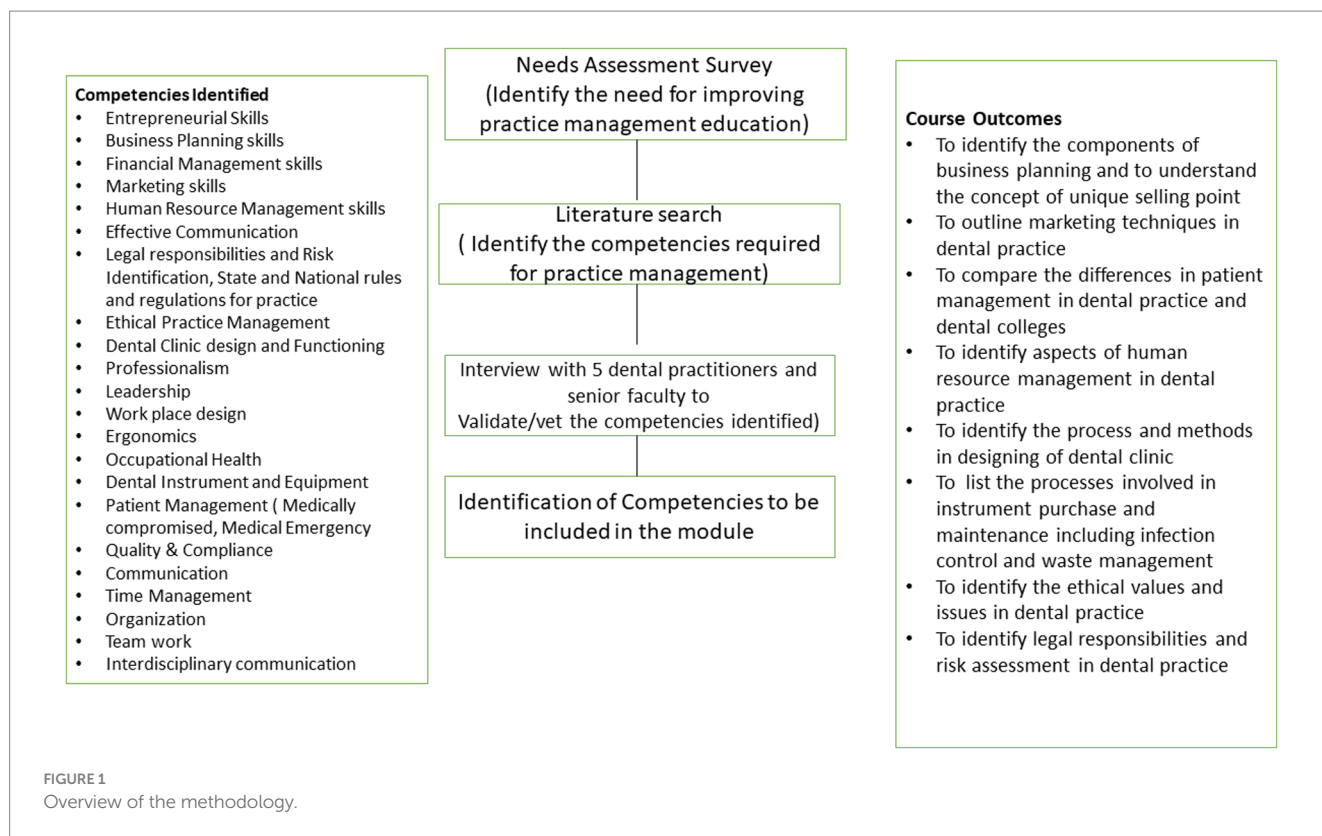 Competencies Identified
• Entrepreneurial Skills
• Business Planning skills
• Financial Management skills
• Marketing skills
• Human Resource Management skills
• Effective Communication
• Legal responsibilities and Risk
Identification, State and National rules
and regulations for practice
• Ethical Practice Management
• Dental Clinic design and Functioning
• Professionalism
• Leadership
• Work place design
• Ergonomics
• Occupational Health
• Dental Instrument and Equipment
• Patient Management ( Medically
compromised, Medical Emergency
• Quality & Compliance
• Communication
• Time Management
• Organization
• Team work
• Interdisciplinary communication
Needs Assessment Survey
(Identify the need for improving
practice management education)
Literature search
( Identify the competencies required
for practice management)
Interview with 5 dental practitioners and
senior faculty to
Validate/vet the competencies identified)
Identification of Competencies to be
included in the module
Course Outcomes
• To identify the components of
business planning and to understand
the concept of unique selling point
• To outline marketing techniques in
dental practice
• To compare the differences in patient
management in dental practice and
dental colleges
• To identify aspects of human
resource management in dental
practice
• To identify the process and methods
in designing of dental clinic
• To list the processes involved in
instrument purchase and
maintenance including infection
control and waste management
• To identify the ethical values and
issues in dental practice
• To identify legal responsibilities and
risk assessment in dental practice
FIGURE 1
Overview of the methodology.